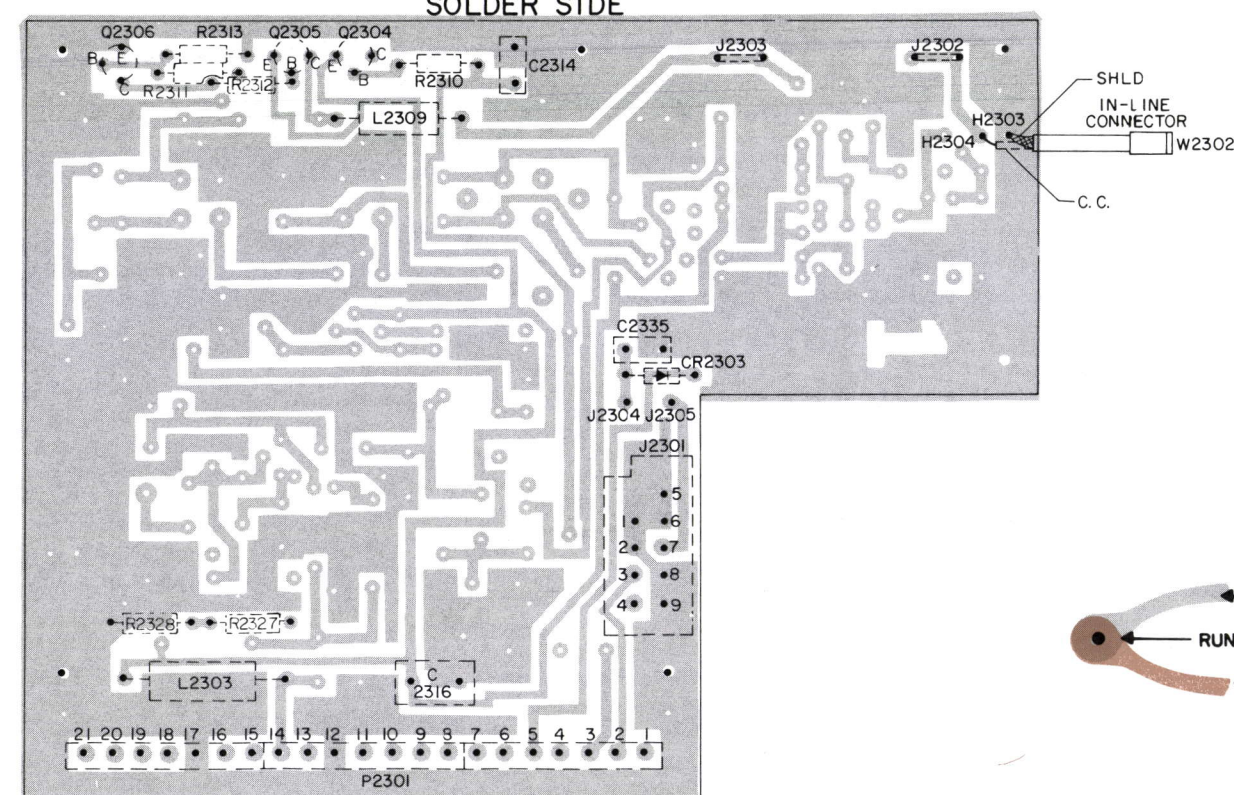 SOLDER SIDE
Q2306 R2313 Q2305 Q2304
J2303 J2302
B E C
E B C
E B C
C2314
R2311 R2312 R2310
SHLD
L2309
IN-LINE
CONNECTOR
H2303
H2304
W2302
C.C.
1
C2335
CR2303
J2304 J2305
J2301
5
1 6
2 7
3 8
4 9
R2328 R2327
RUN
L2303
C
2316
21 20 19 18 17 16 15 14 13 12 11 10 9 8 7 6 5 4 3 2 1
P2301